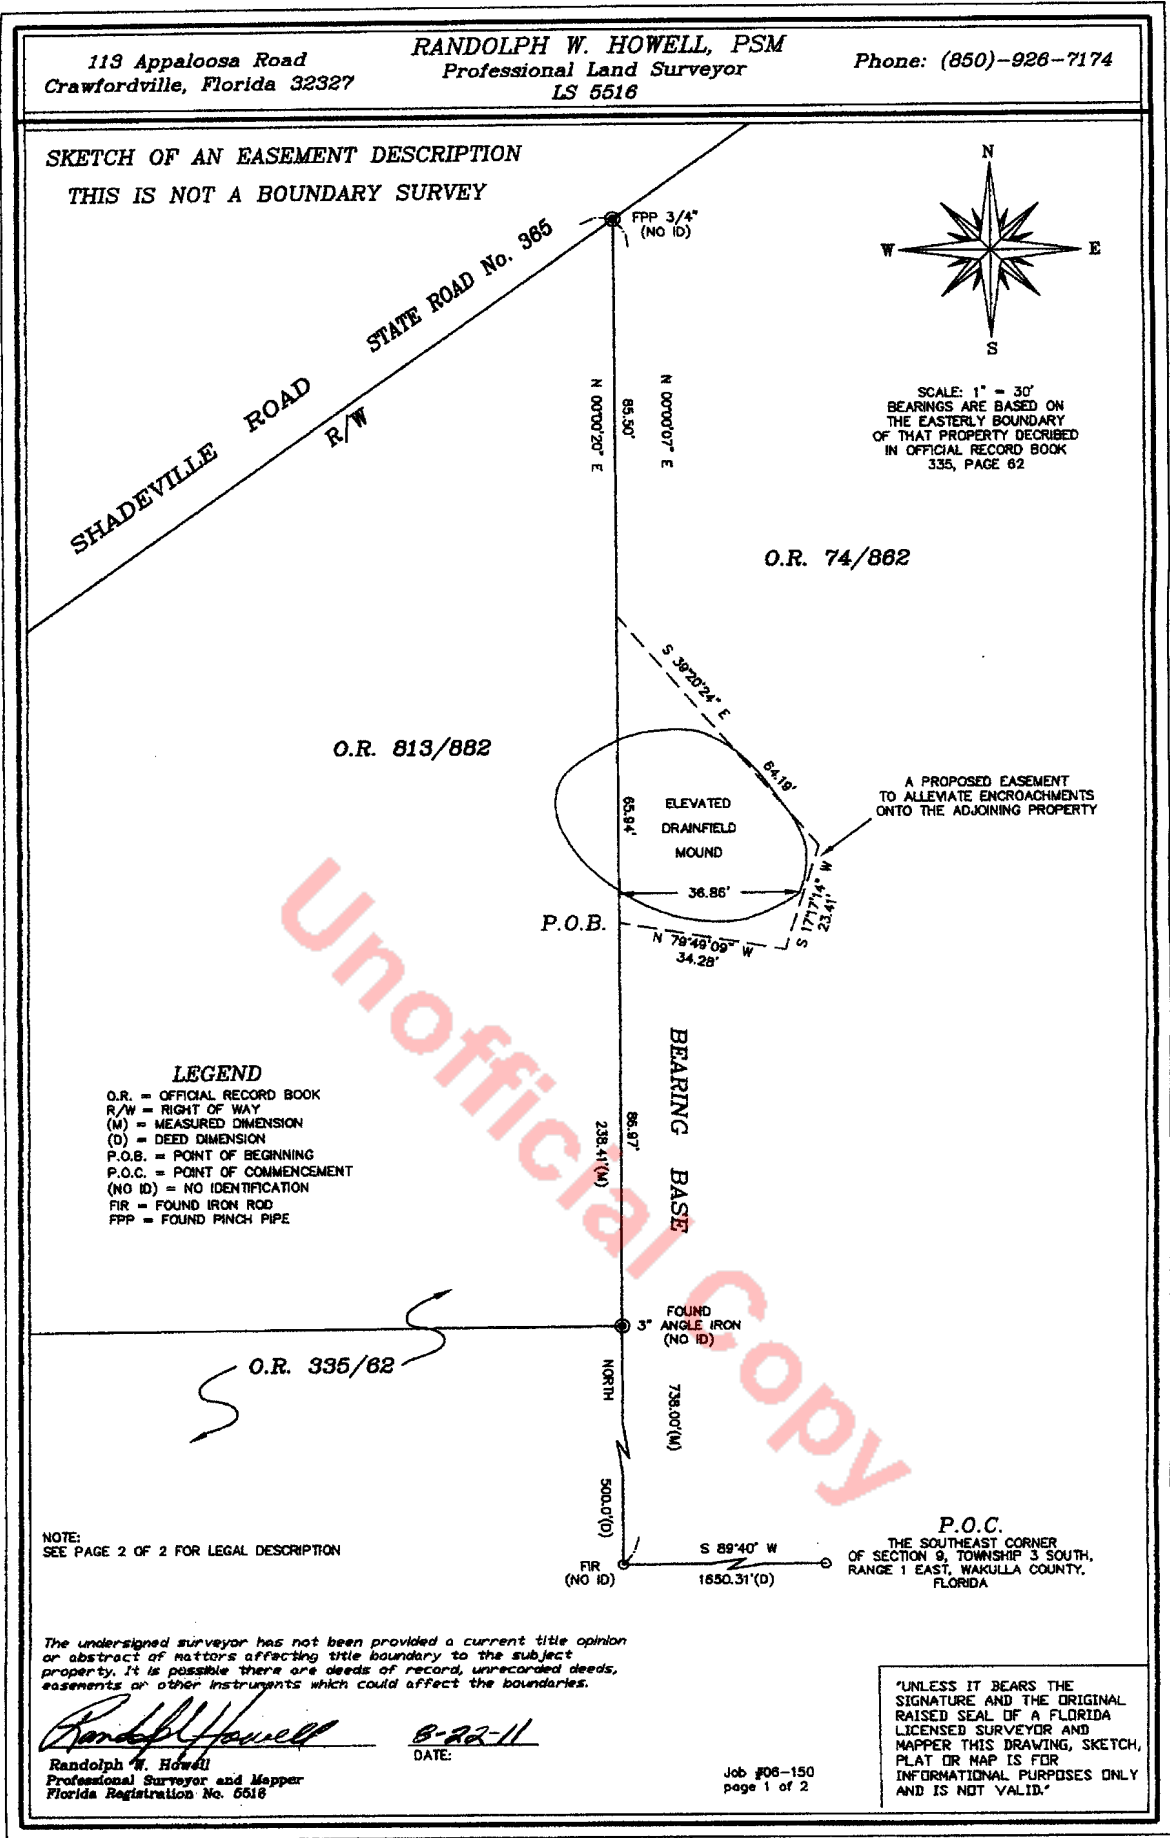 113 Appaloosa Road
Crawfordville, Florida 32327
RANDOLPH W. HOWELL, PSM
Professional Land Surveyor
LS 5516
Phone: (850)-926-7174
SKETCH OF AN EASEMENT DESCRIPTION
THIS IS NOT A BOUNDARY SURVEY
N
W
E
S
FPP 3/4"
(NO ID)
SHADEVILLE ROAD STATE ROAD No. 365
R/W
SCALE: 1" = 30'
BEARINGS ARE BASED ON
THE EASTERLY BOUNDARY
OF THAT PROPERTY DECRIBED
IN OFFICIAL RECORD BOOK
335, PAGE 62
N 00°00'20" E
85.50'
N 00°00'07" E
O.R. 74/862
S 39°20'24" E
64.19'
O.R. 813/882
65.94'
ELEVATED
DRAINFIELD
MOUND
36.86'
A PROPOSED EASEMENT
TO ALLEVIATE ENCROACHMENTS
ONTO THE ADJOINING PROPERTY
S 17°17'14" W
23.41'
P.O.B.
N 79°49'09" W
34.28'
BEARING BASE
86.97'
238.41'(M)
LEGEND
O.R. = OFFICIAL RECORD BOOK
R/W = RIGHT OF WAY
(M) = MEASURED DIMENSION
(D) = DEED DIMENSION
P.O.B. = POINT OF BEGINNING
P.O.C. = POINT OF COMMENCEMENT
(NO ID) = NO IDENTIFICATION
FIR = FOUND IRON ROD
FPP = FOUND PINCH PIPE
FOUND
3" ANGLE IRON
(NO ID)
O.R. 335/62
NORTH
738.00'(M)
500.0'(D)
NOTE:
SEE PAGE 2 OF 2 FOR LEGAL DESCRIPTION
FIR
(NO ID)
S 89°40' W
1650.31'(D)
P.O.C.
THE SOUTHEAST CORNER
OF SECTION 9, TOWNSHIP 3 SOUTH,
RANGE 1 EAST, WAKULLA COUNTY,
FLORIDA
The undersigned surveyor has not been provided a current title opinion
or abstract of matters affecting title boundary to the subject
property. It is possible there are deeds of record, unrecorded deeds,
easements or other instruments which could affect the boundaries.
Randolph Howell
8-22-11
DATE:
Randolph W. Howell
Professional Surveyor and Mapper
Florida Registration No. 5516
Job #06-150
page 1 of 2
"UNLESS IT BEARS THE
SIGNATURE AND THE ORIGINAL
RAISED SEAL OF A FLORIDA
LICENSED SURVEYOR AND
MAPPER THIS DRAWING, SKETCH,
PLAT OR MAP IS FOR
INFORMATIONAL PURPOSES ONLY
AND IS NOT VALID."
Unofficial Copy